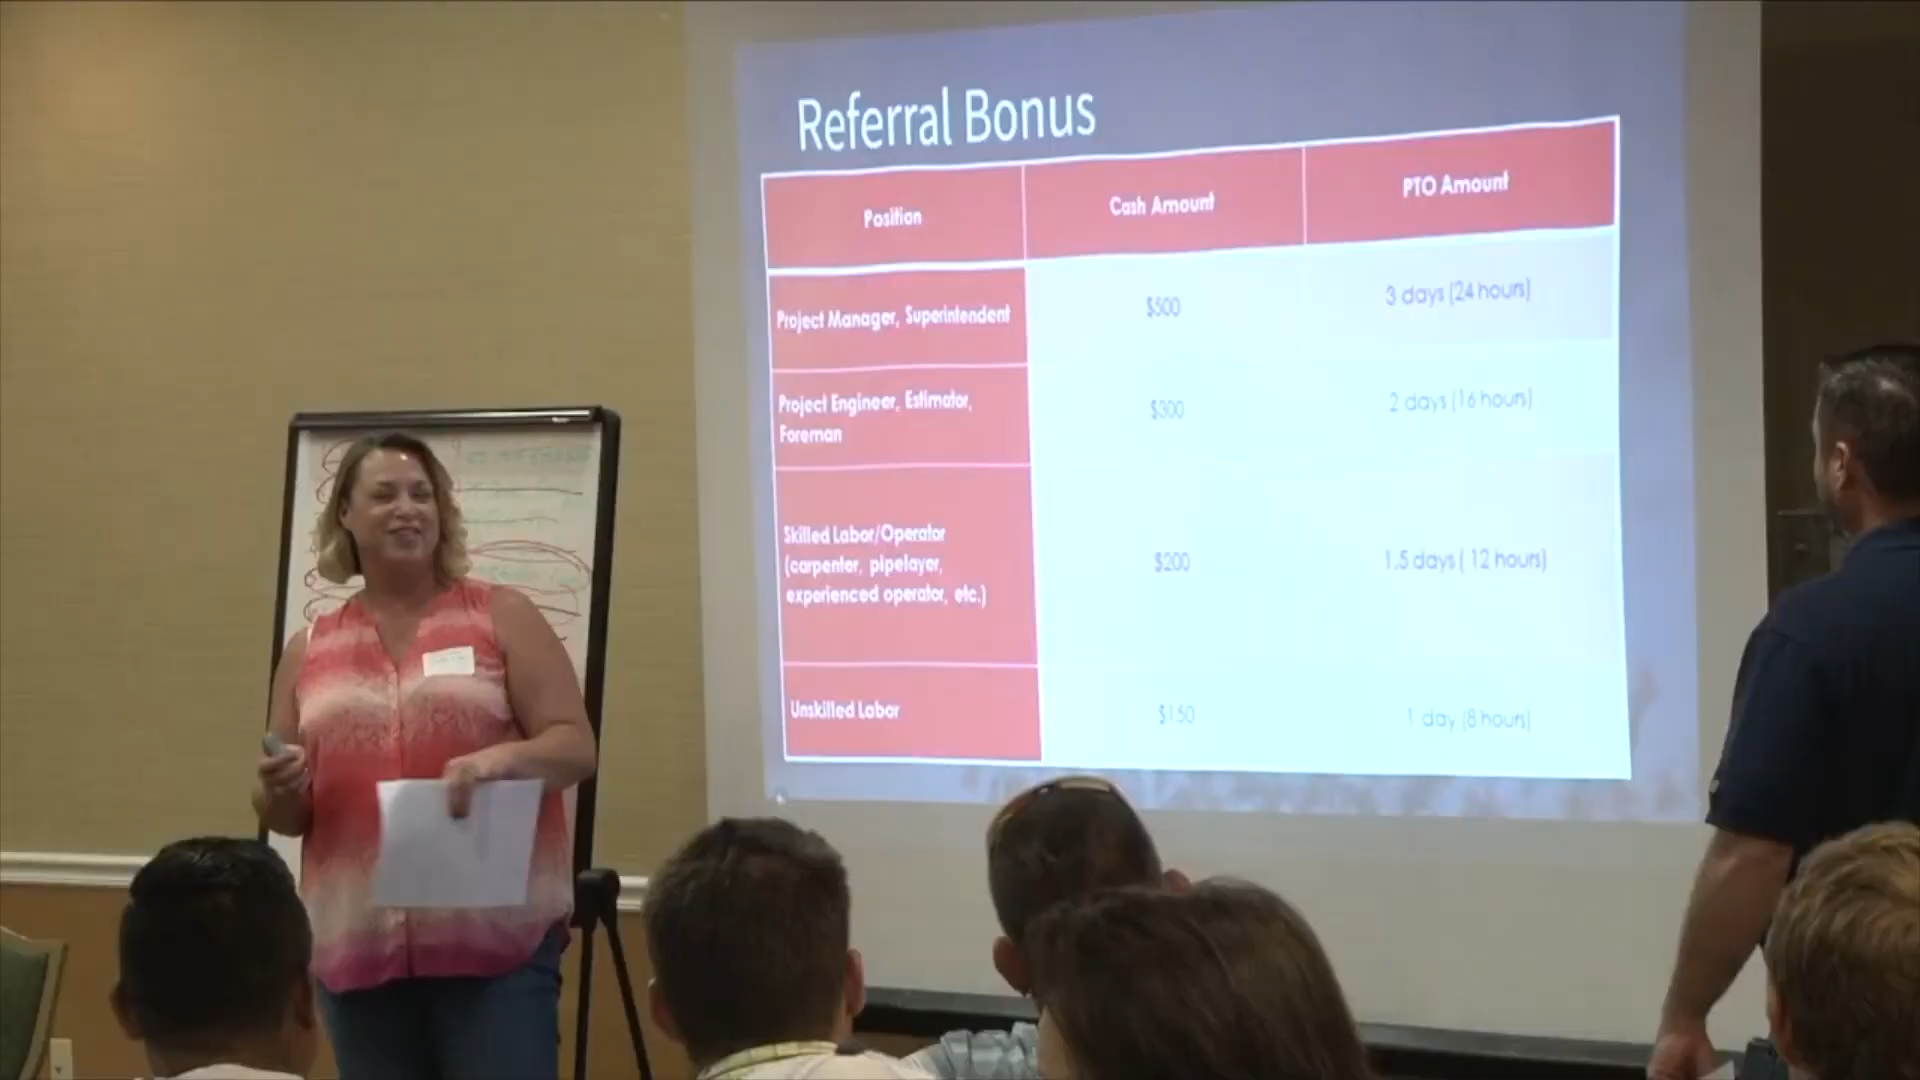 Referral Bonus
Position
Cash Amount
PTO Amount
Project Manager, Superintendent
$500
3 days (24 hours)
Project Engineer, Estimator,
Foreman
$300
2 days (16 hours)
Skilled Labor/Operator
(carpenter, pipelayer,
experienced operator, etc.)
$200
1.5 days ( 12 hours)
Unskilled Labor
$150
1 day (8 hours)